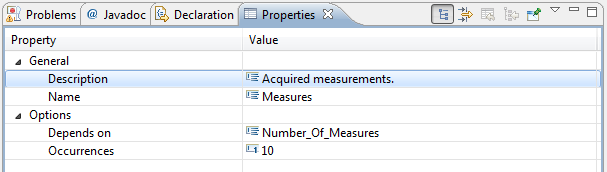 Problems @ Javadoc Declaration Properties
Property Value
General
Description Acquired measurements.
Name Measures
Options
Depends on Number_Of_Measures
Occurrences 10